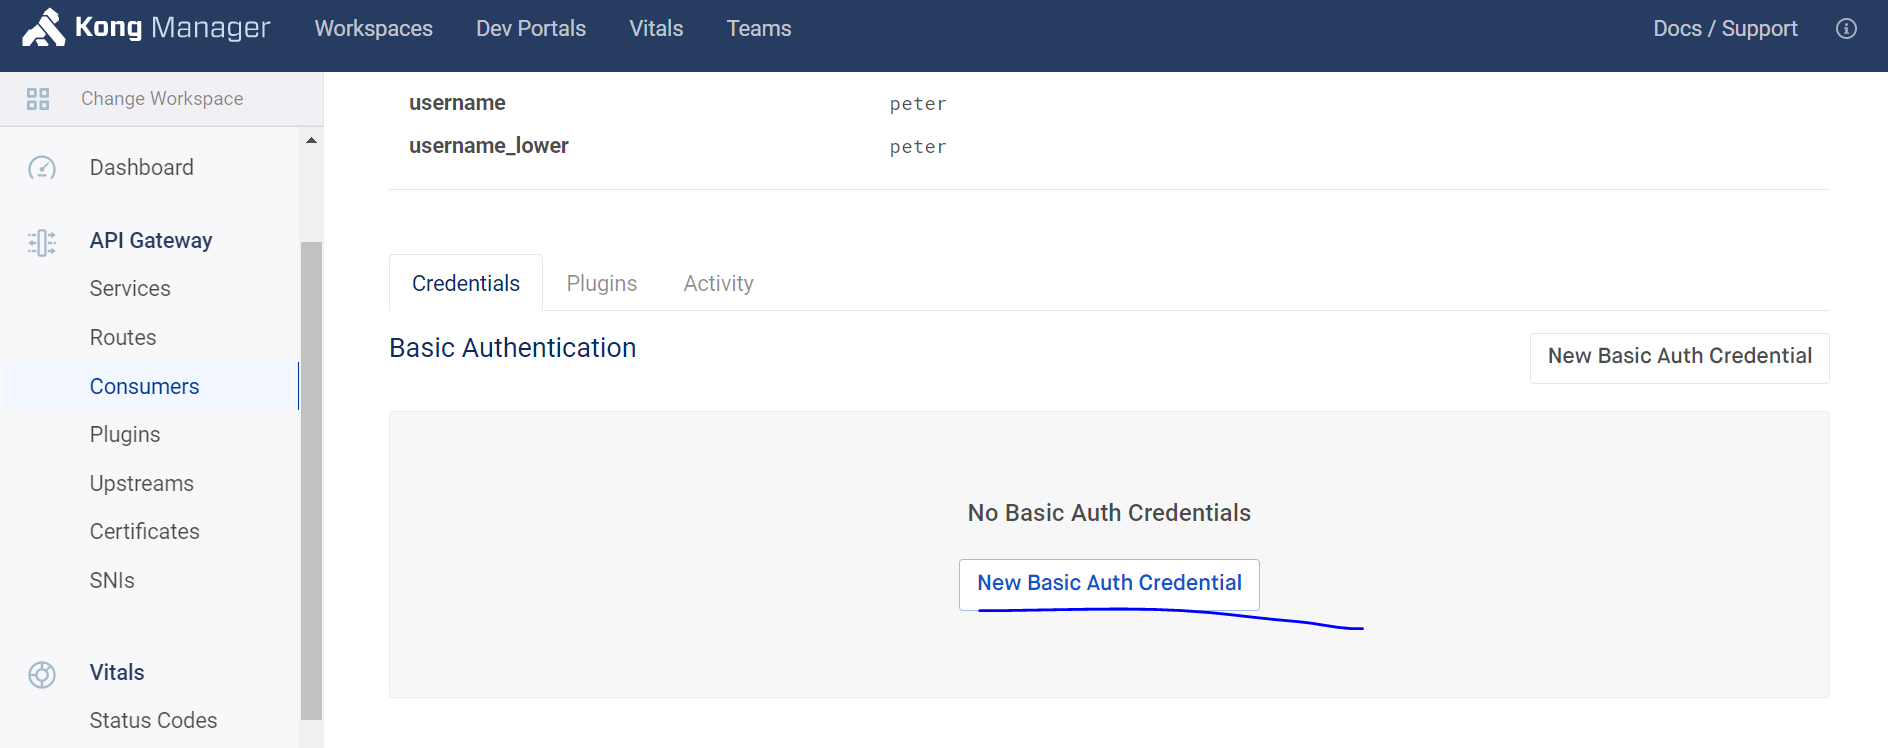 Kong Manager Workspaces Dev Portals Vitals Teams Docs / Support
Change Workspace
Dashboard
API Gateway
Services
Routes
Consumers
Plugins
Upstreams
Certificates
SNIs
Vitals
Status Codes
username peter
username_lower peter
Credentials Plugins Activity
Basic Authentication New Basic Auth Credential
No Basic Auth Credentials
New Basic Auth Credential